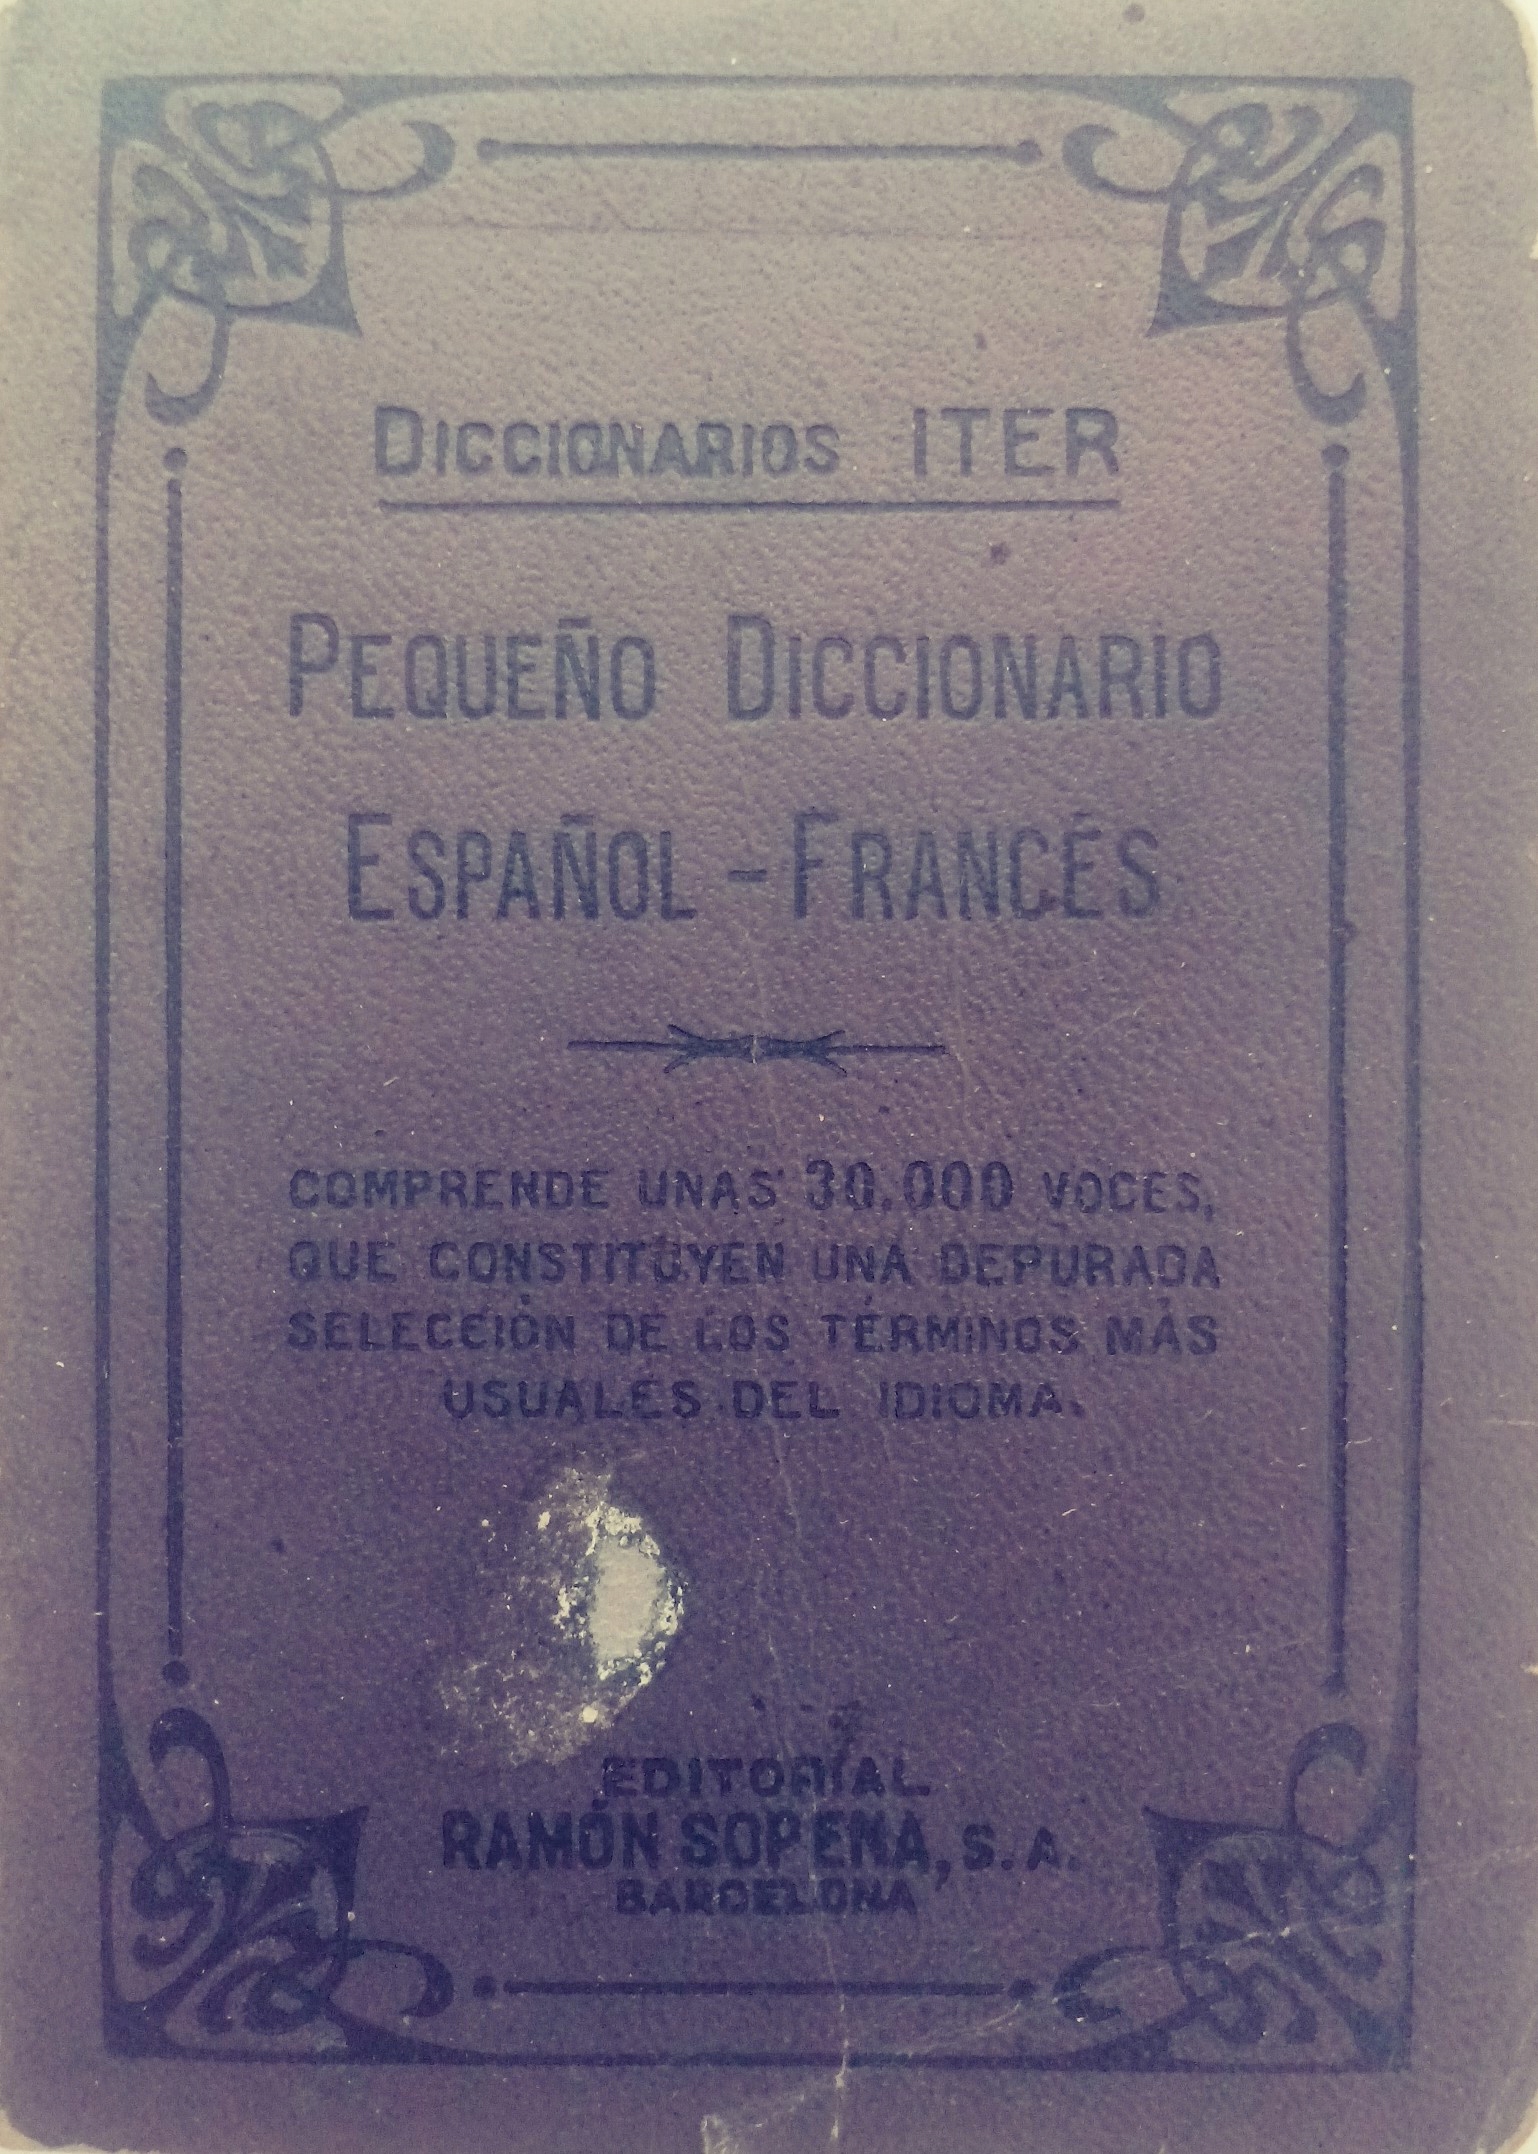 DICCIONARIOS ITER
PEQUEÑO DICCIONARIO
ESPAÑOL - FRANCÉS
COMPRENDE UNAS 30.000 VOCES,
QUE CONSTITUYEN UNA DEPURADA
SELECCIÓN DE LOS TÉRMINOS MÁS
USUALES DEL IDIOMA.
EDITORIAL
RAMÓN SOPENA, S. A.
BARCELONA